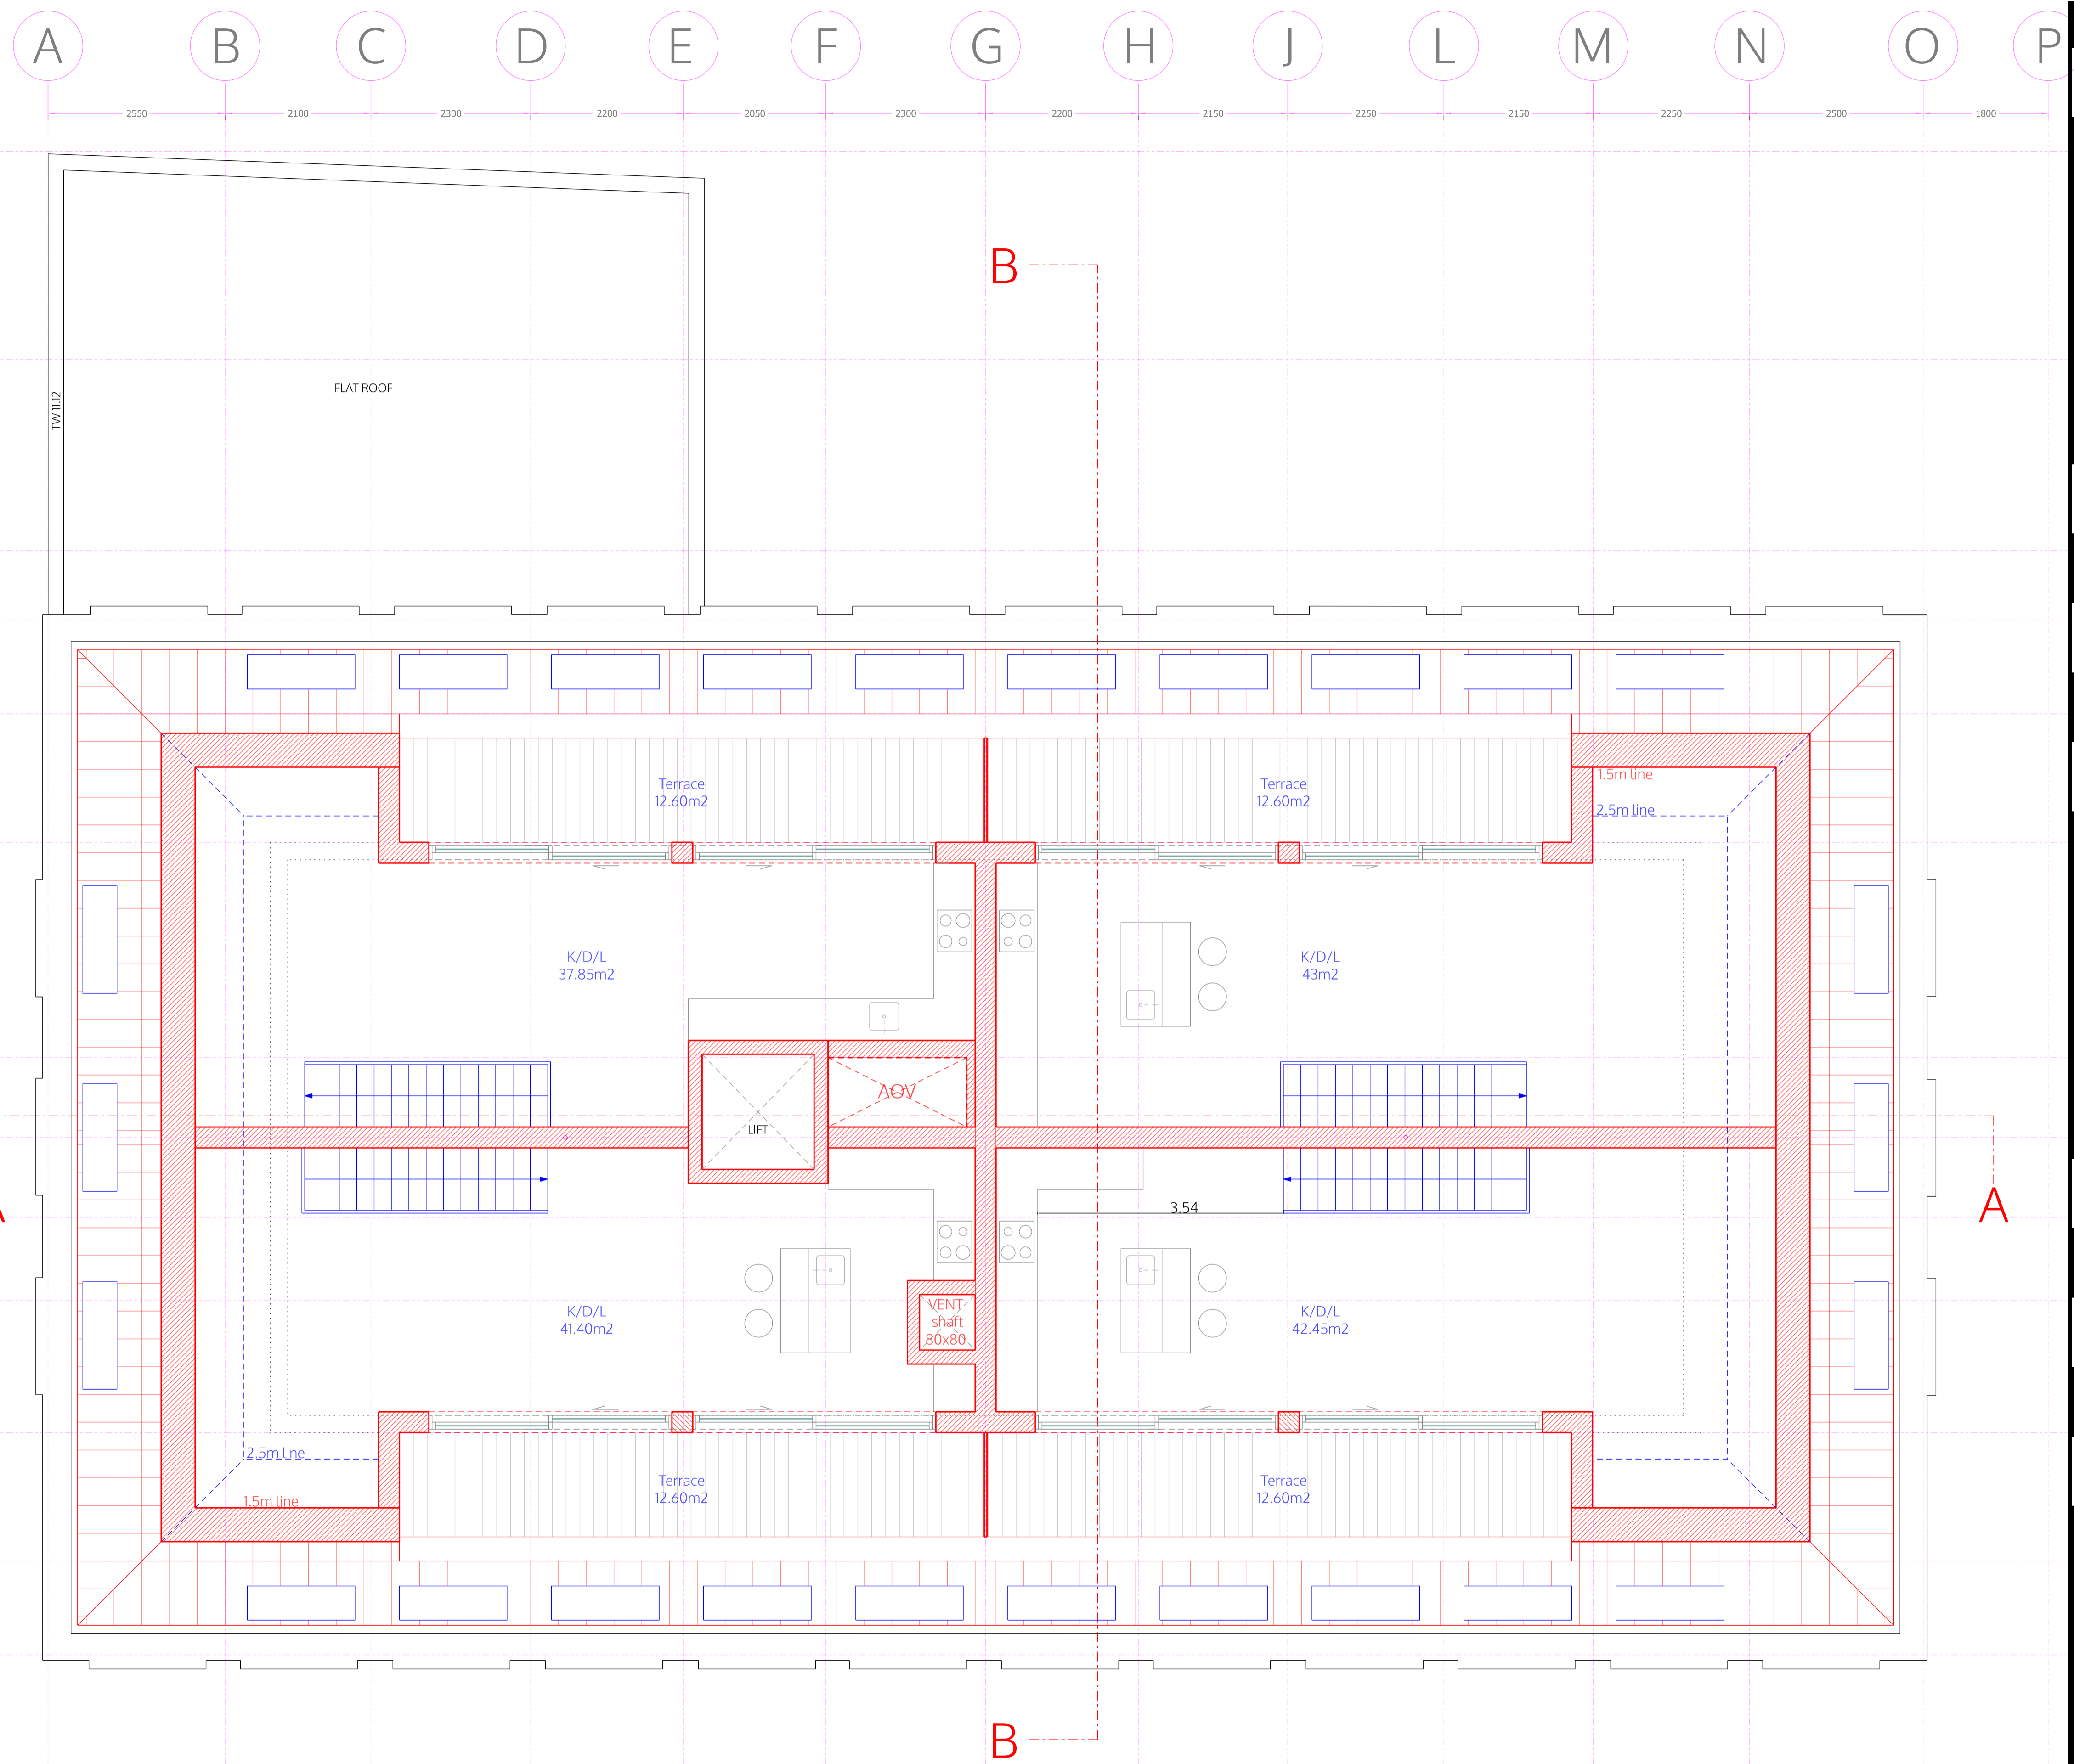 A B C D E F G H J L M N O P
2550 2100 2300 2200 2050 2300 2200 2150 2250 2150 2250 2500 1800
B
FLAT ROOF
TW 11.12
Terrace
12.60m2
Terrace
12.60m2
1.5m line
2.5m line
K/D/L
37.85m2
K/D/L
43m2
AOV
LIFT
3.54
A
A
K/D/L
41.40m2
VENT
shaft
80x80
K/D/L
42.45m2
2.5m line
1.5m line
Terrace
12.60m2
Terrace
12.60m2
B